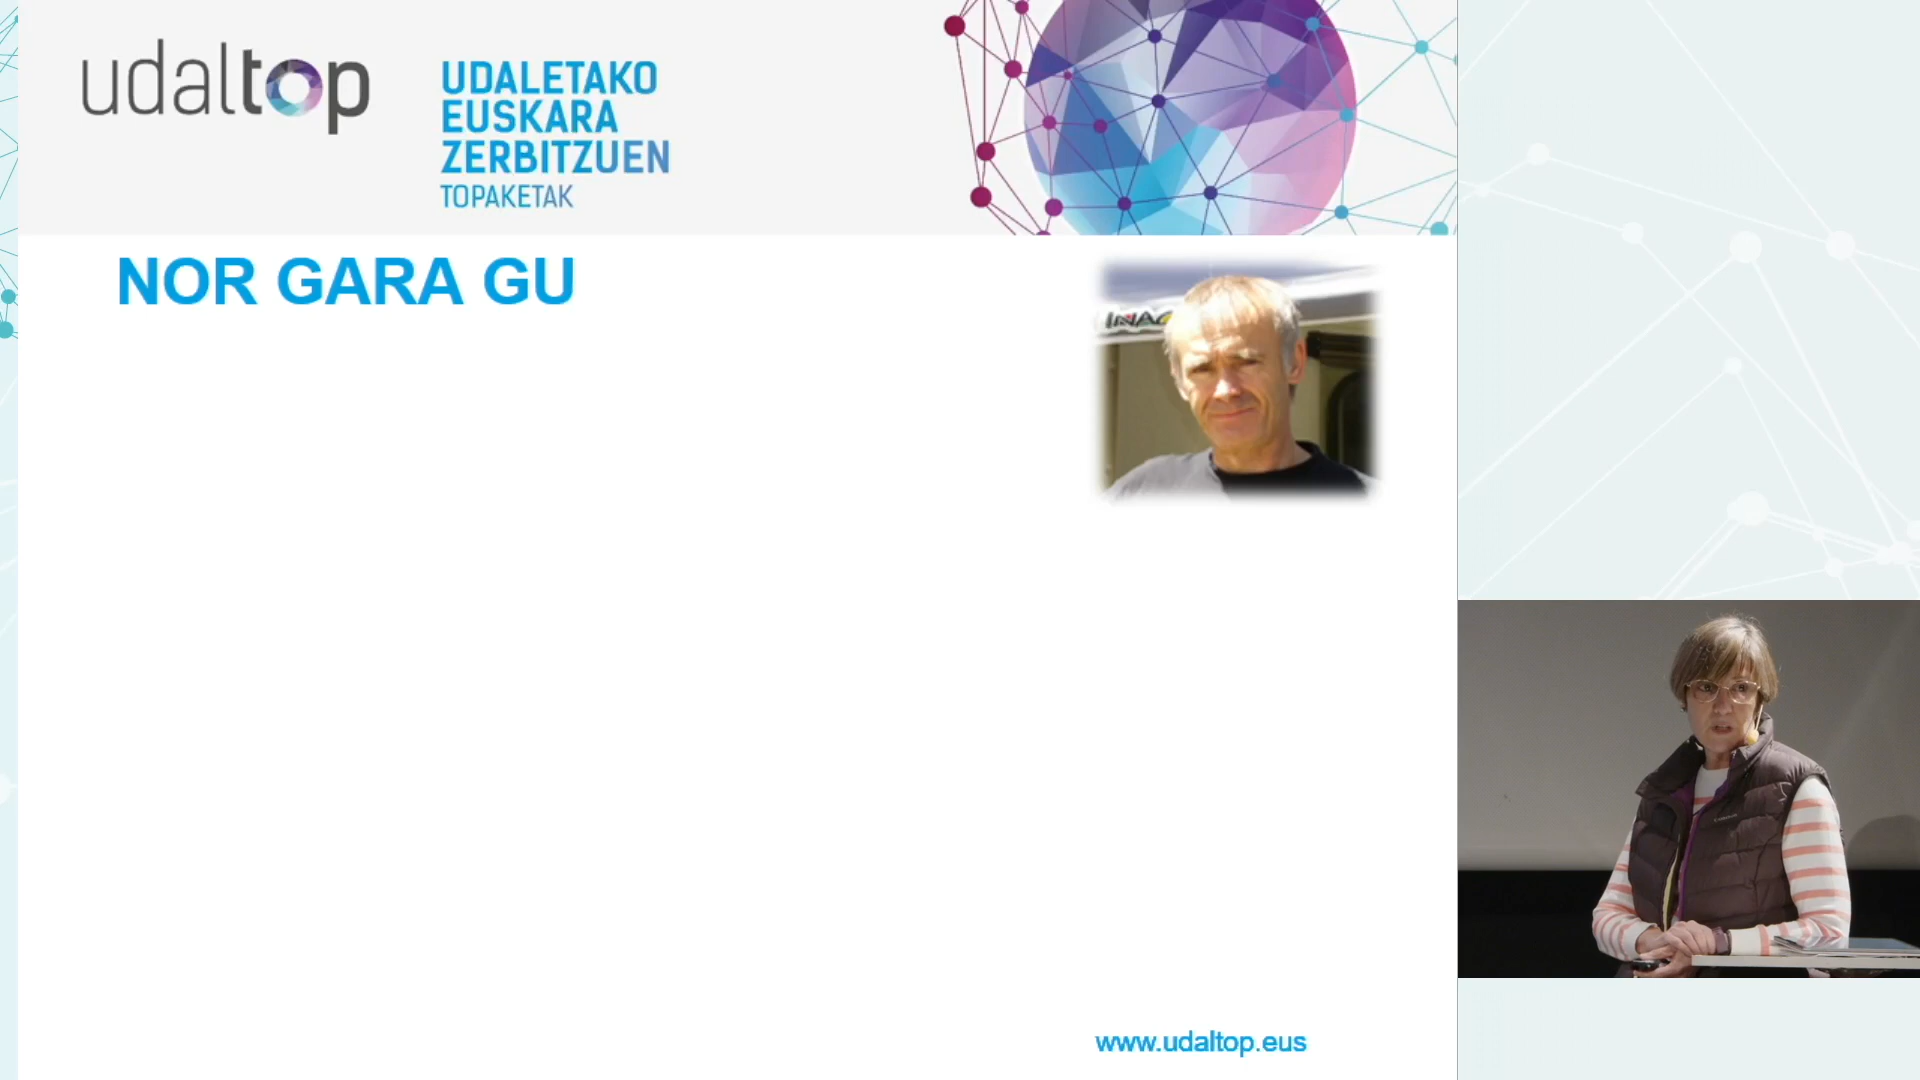 udaltop
UDALETAKO
EUSKARA
ZERBITZUEN
TOPAKETAK
NOR GARA GU
www.udaltop.eus